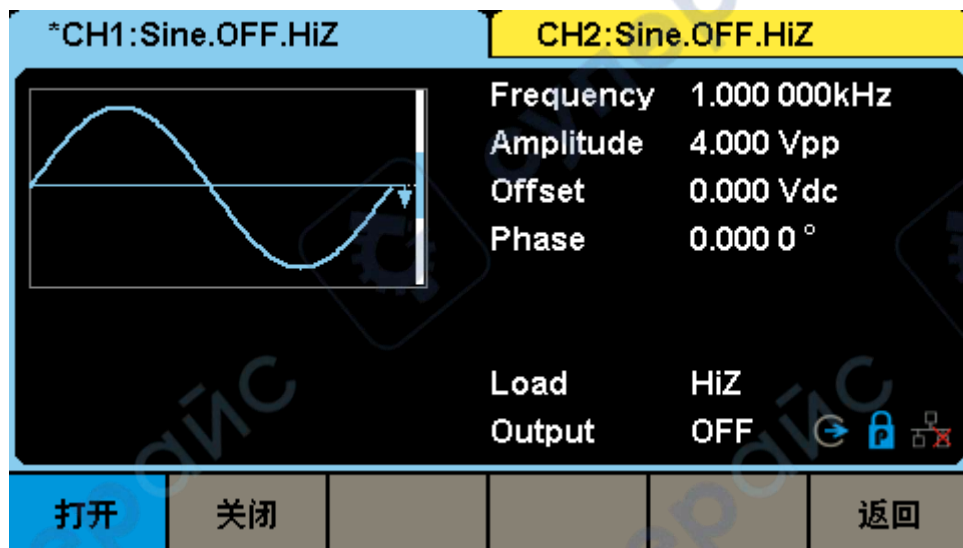 *CH1:Sine.OFF.HiZ
CH2:Sine.OFF.HiZ
Frequency 1.000 000kHz
Amplitude 4.000 Vpp
Offset 0.000 Vdc
Phase 0.000 0 °
Load HiZ
Output OFF
P
打开 关闭 返回